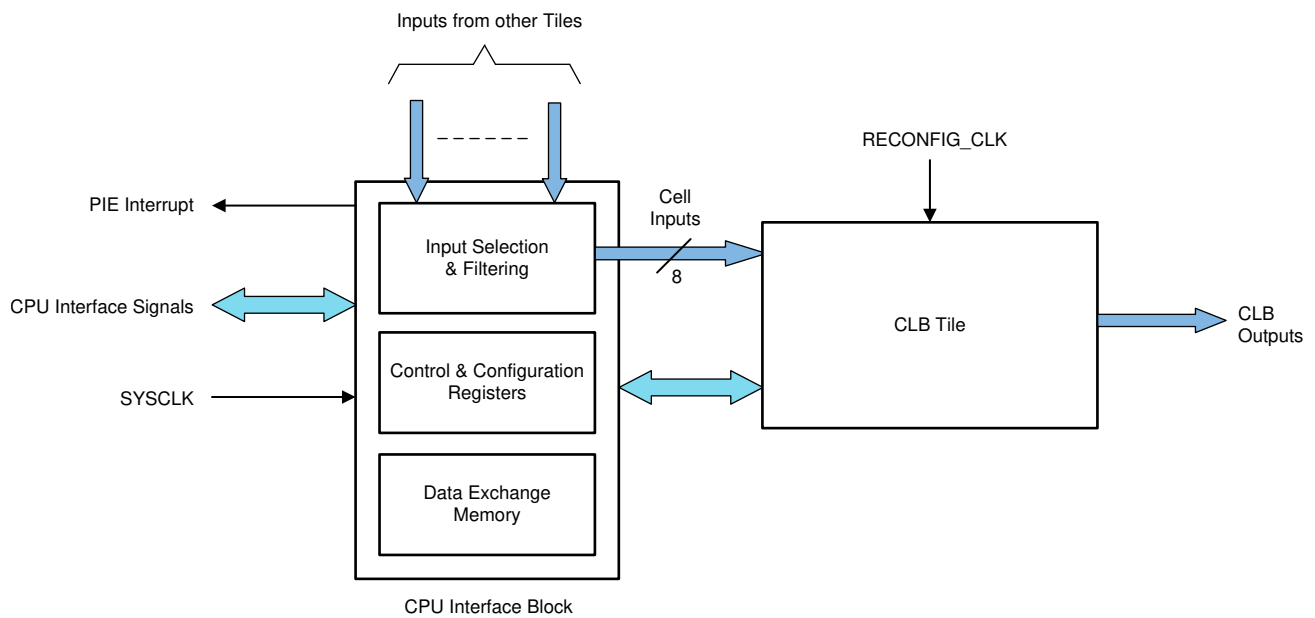 Inputs from other Tiles
RECONFIG_CLK
PIE Interrupt
Cell
Inputs
8
Input Selection
& Filtering
CPU Interface Signals
CLB Tile
CLB
Outputs
Control & Configuration
Registers
SYSCLK
Data Exchange
Memory
CPU Interface Block